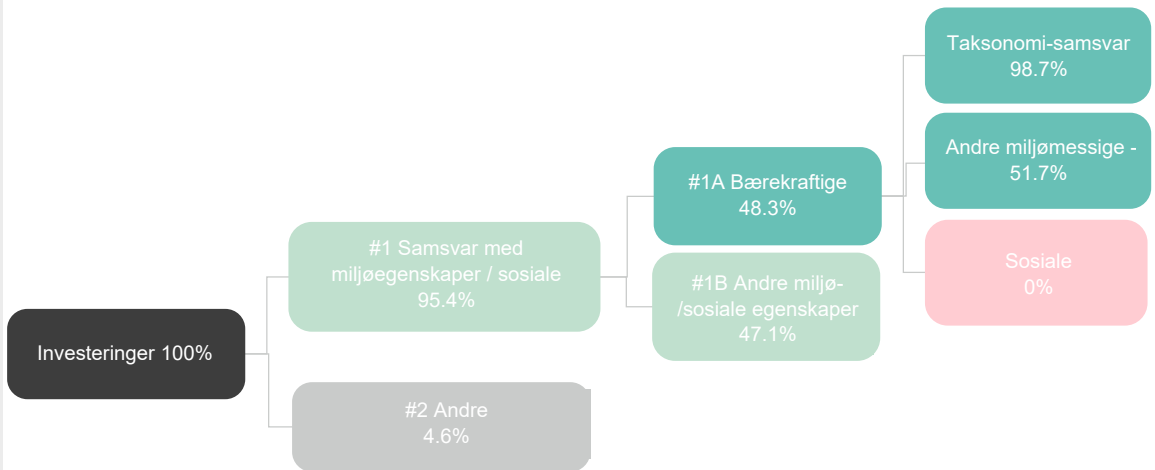 Investeringer 100%
#1 Samsvar med
miljøegenskaper / sosiale
95.4%
#2 Andre
4.6%
#1A Bærekraftige
48.3%
#1B Andre miljø-
/sosiale egenskaper
47.1%
Taksonomi-samsvar
98.7%
Andre miljømessige -
51.7%
Sosiale
0%